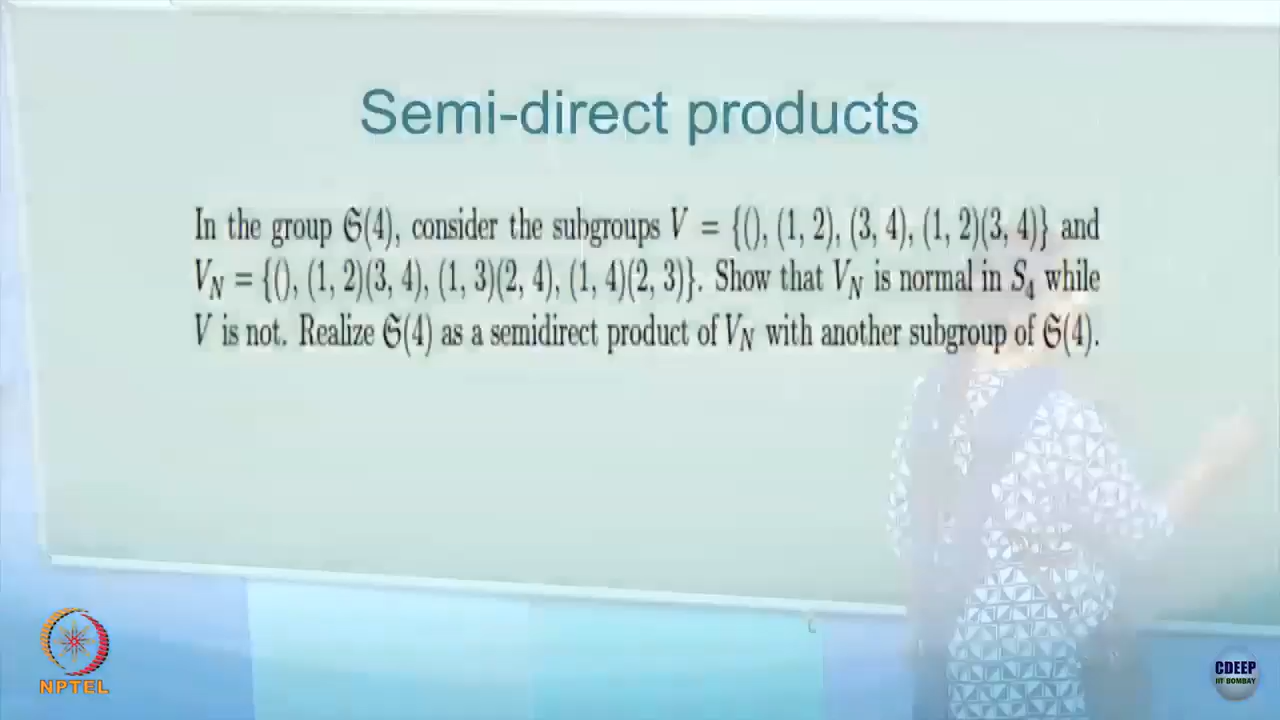 Semi-direct products
In the group 𝔖(4), consider the subgroups V = {(), (1, 2), (3, 4), (1, 2)(3, 4)} and
V_N = {(), (1, 2)(3, 4), (1, 3)(2, 4), (1, 4)(2, 3)}. Show that V_N is normal in S_4 while
V is not. Realize 𝔖(4) as a semidirect product of V_N with another subgroup of 𝔖(4).
NPTEL
CDEEP
IIT BOMBAY